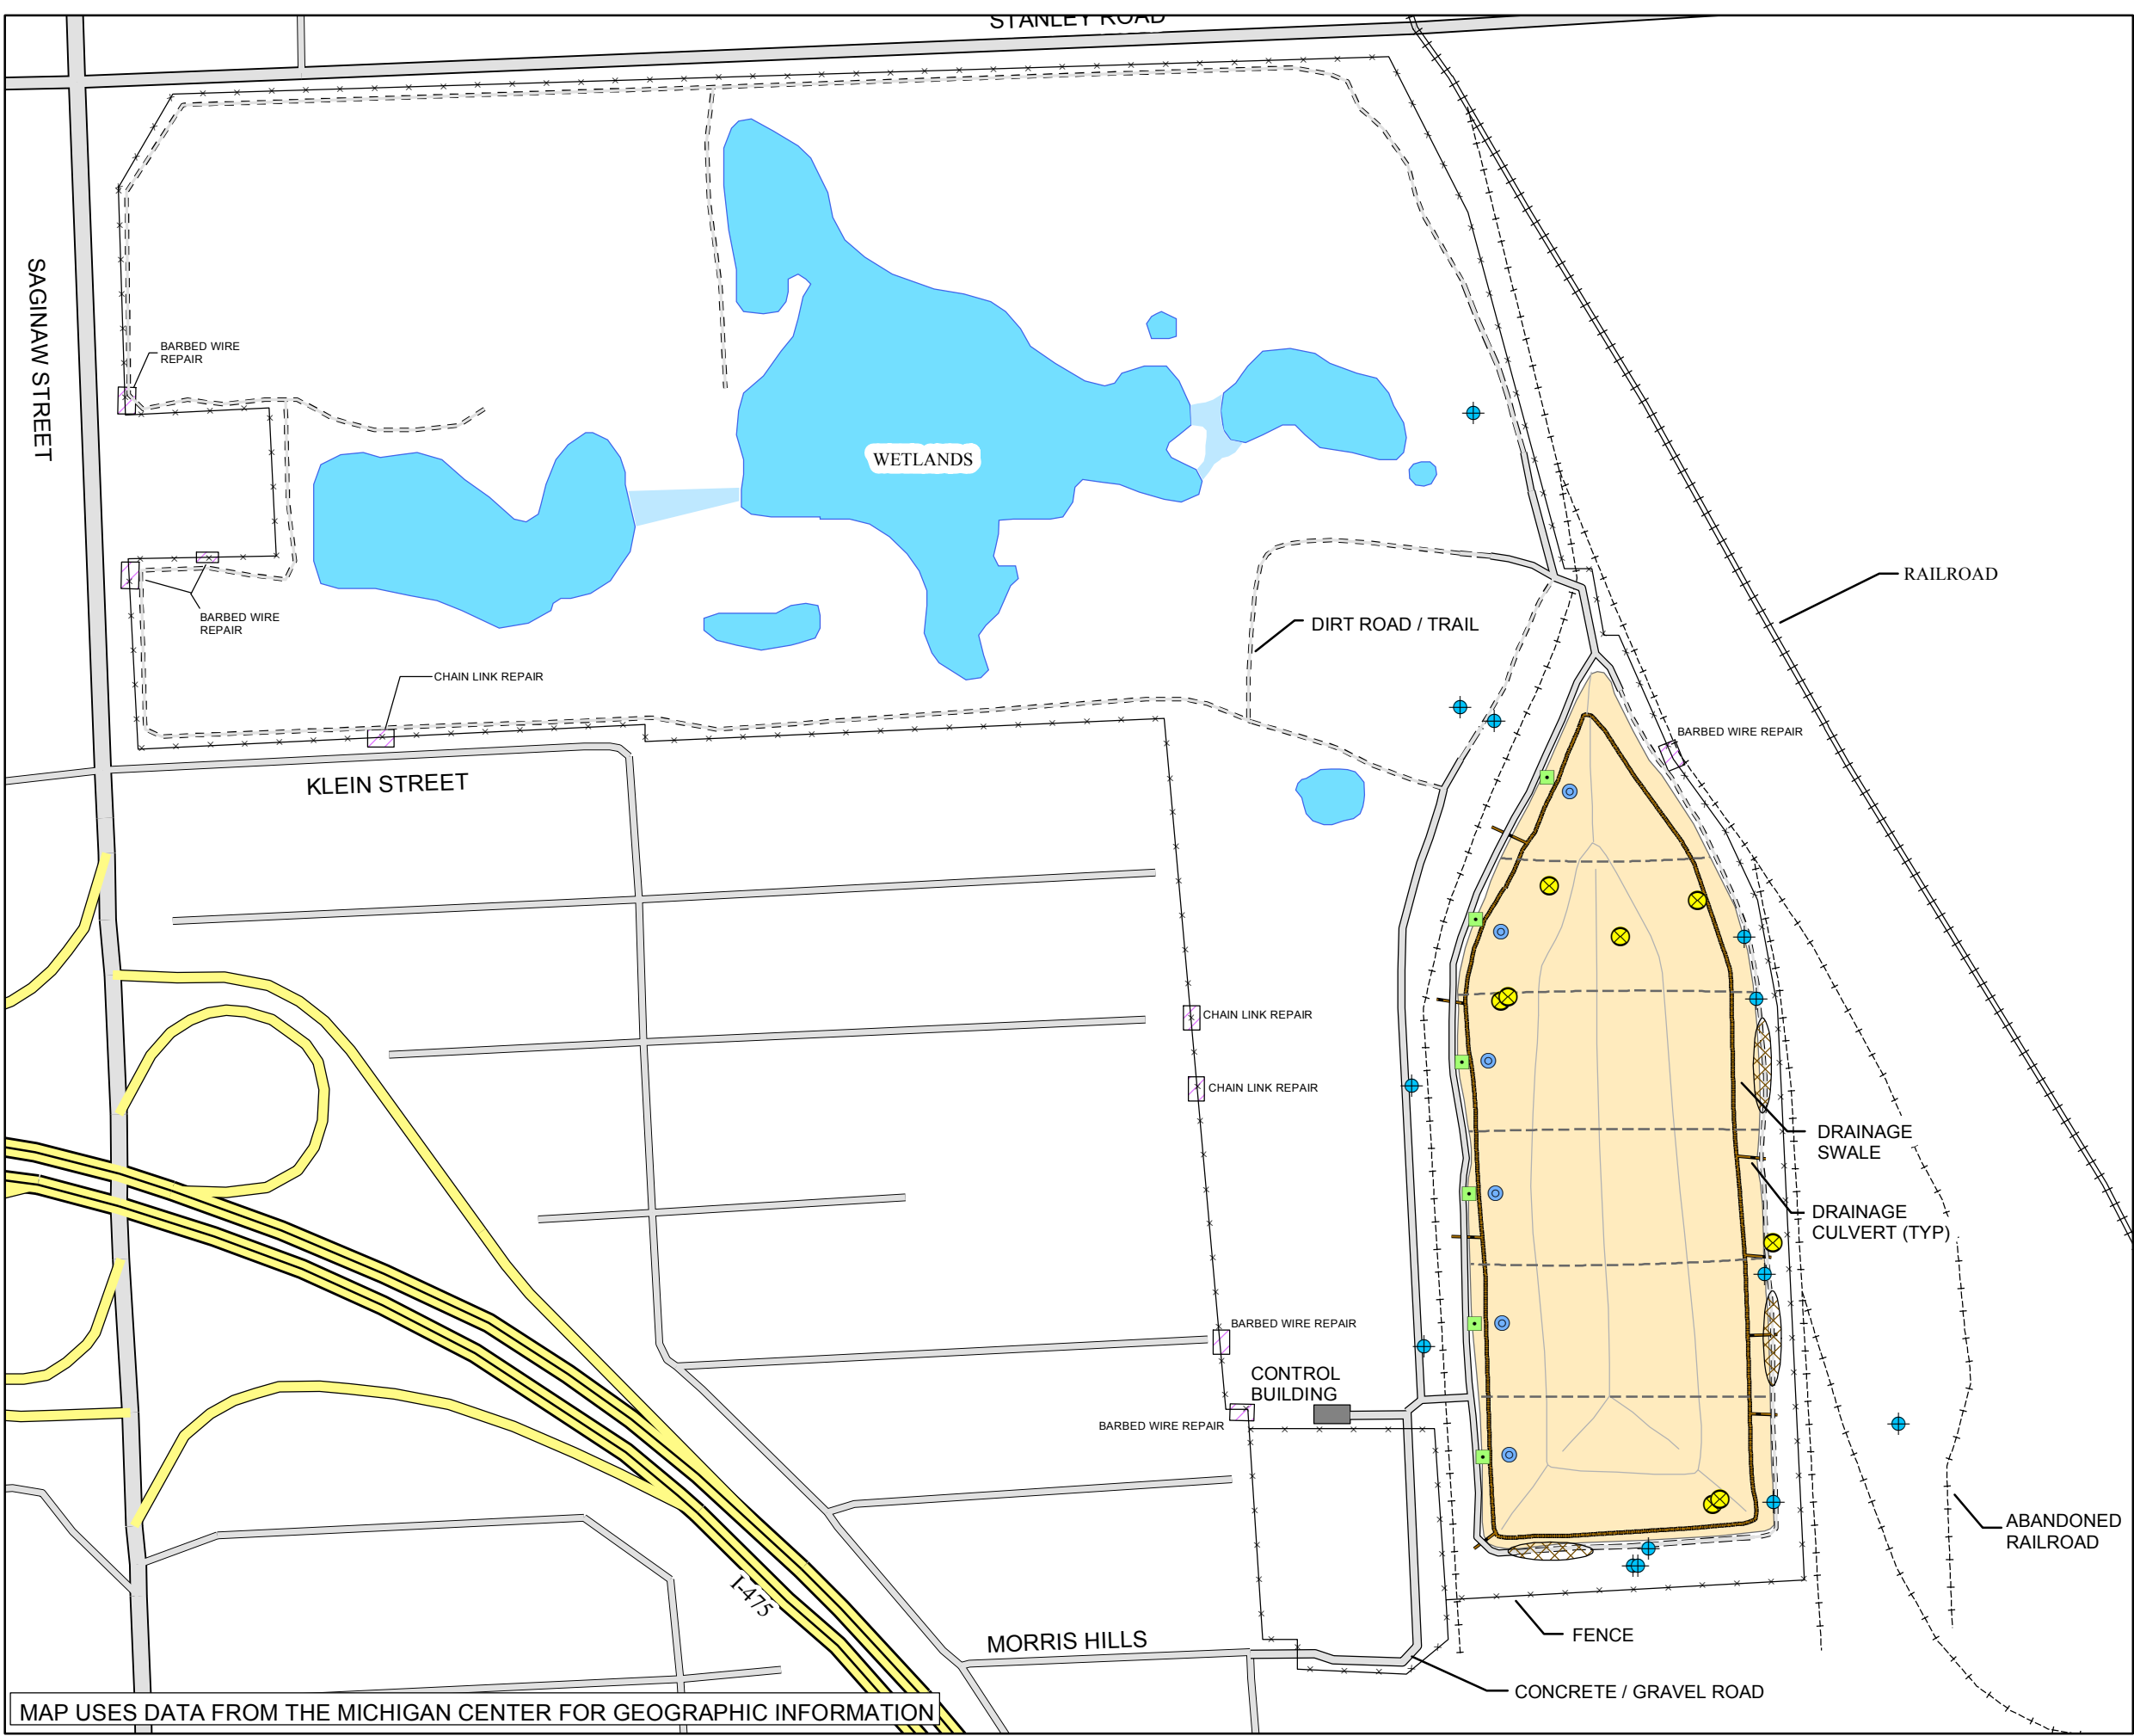 STANLEY ROAD
SAGINAW STREET
BARBED WIRE
REPAIR
WETLANDS
RAILROAD
BARBED WIRE
REPAIR
DIRT ROAD / TRAIL
CHAIN LINK REPAIR
BARBED WIRE REPAIR
KLEIN STREET
CHAIN LINK REPAIR
CHAIN LINK REPAIR
DRAINAGE
SWALE
DRAINAGE
CULVERT (TYP)
BARBED WIRE REPAIR
CONTROL
BUILDING
BARBED WIRE REPAIR
ABANDONED
RAILROAD
I-475
FENCE
MORRIS HILLS
CONCRETE / GRAVEL ROAD
MAP USES DATA FROM THE MICHIGAN CENTER FOR GEOGRAPHIC INFORMATION